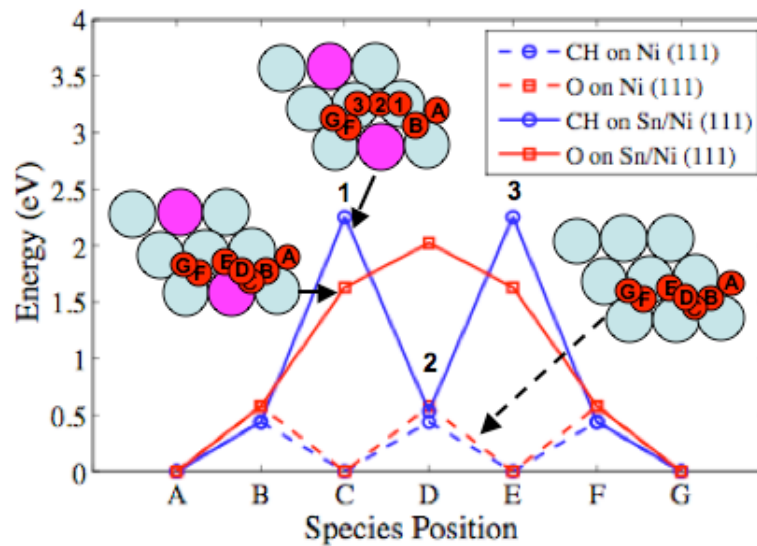 4
3.5
3
2.5
2
1.5
1
0.5
0
Energy (eV)
A B C D E F G
Species Position
CH on Ni (111)
O on Ni (111)
CH on Sn/Ni (111)
O on Sn/Ni (111)
1
2
3
G F 3 2 1 B A
G F E D C B A
G F E D B A